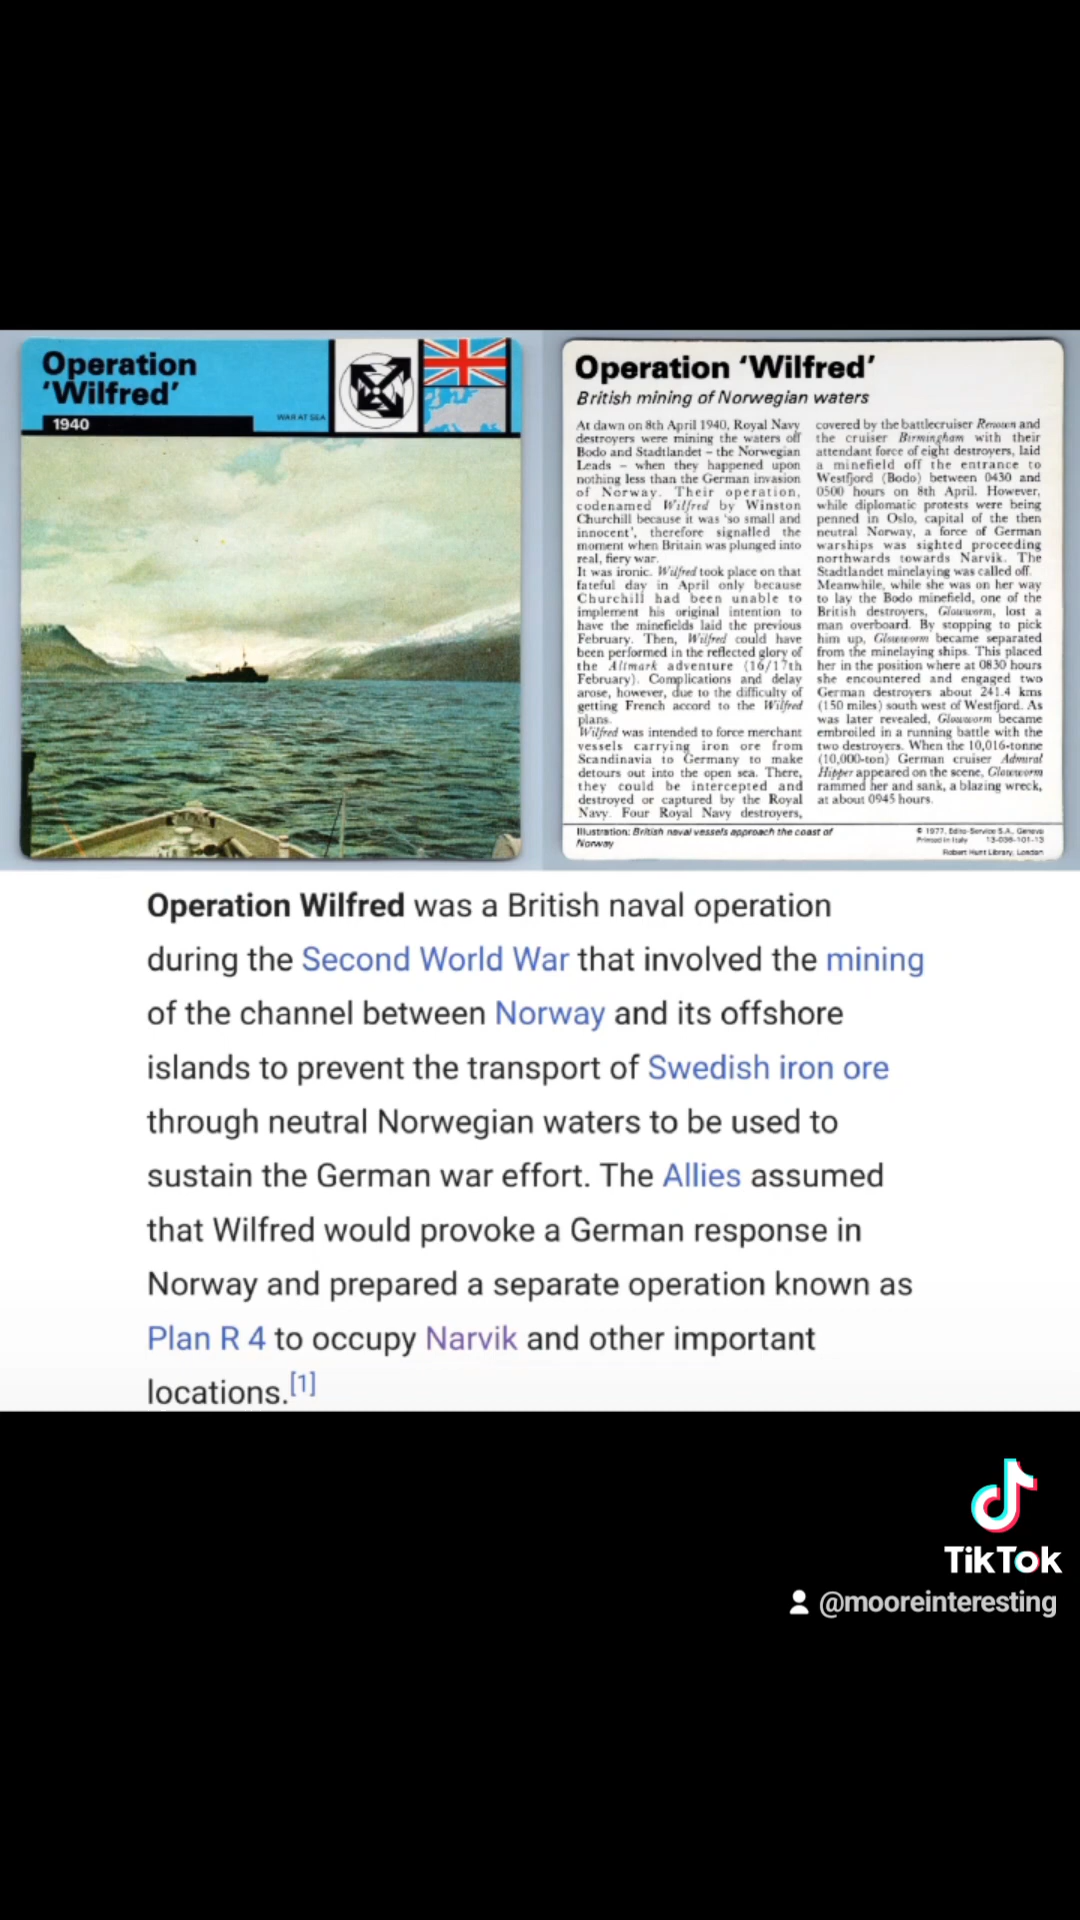 Operation
‘Wilfred’
WAR AT SEA
1940
Operation ‘Wilfred’
British mining of Norwegian waters
At dawn on 8th April 1940, Royal Navy
destroyers were mining the waters off
Bodo and Stadtlandet – the Norwegian
Leads – when they happened upon
nothing less than the German invasion
of Norway. Their operation,
codenamed Wilfred by Winston
Churchill because it was ‘so small and
innocent’, therefore signalled the
moment when Britain was plunged into
real, fiery war.
It was ironic. Wilfred took place on that
fateful day in April only because
Churchill had been unable to
implement his original intention to
have the minefields laid the previous
February. Then, Wilfred could have
been performed in the reflected glory of
the Altmark adventure (16/17th
February). Complications and delay
arose, however, due to the difficulty of
getting French accord to the Wilfred
plans.
Wilfred was intended to force merchant
vessels carrying iron ore from
Scandinavia to Germany to make
detours out into the open sea. There,
they could be intercepted and
destroyed or captured by the Royal
Navy. Four Royal Navy destroyers,
covered by the battlecruiser Renown and
the cruiser Birmingham with their
attendant force of eight destroyers, laid
a minefield off the entrance to
Westfjord (Bodo) between 0430 and
0500 hours on 8th April. However,
while diplomatic protests were being
penned in Oslo, capital of the then
neutral Norway, a force of German
warships was sighted proceeding
northwards towards Narvik. The
Stadtlandet minelaying was called off.
Meanwhile, while she was on her way
to lay the Bodo minefield, one of the
British destroyers, Glowworm, lost a
man overboard. By stopping to pick
him up, Glowworm became separated
from the minelaying ships. This placed
her in the position where at 0830 hours
she encountered and engaged two
German destroyers about 241.4 kms
(150 miles) south west of Westfjord. As
was later revealed, Glowworm became
embroiled in a running battle with the
two destroyers. When the 10,016-tonne
(10,000-ton) German cruiser Admiral
Hipper appeared on the scene, Glowworm
rammed her and sank, a blazing wreck,
at about 0945 hours.
Illustration: British naval vessels approach the coast of
Norway
© 1977, Edito-Service S.A., Geneva
Printed in Italy 13-036-101-13
Robert Hunt Library, London
Operation Wilfred was a British naval operation
during the Second World War that involved the mining
of the channel between Norway and its offshore
islands to prevent the transport of Swedish iron ore
through neutral Norwegian waters to be used to
sustain the German war effort. The Allies assumed
that Wilfred would provoke a German response in
Norway and prepared a separate operation known as
Plan R 4 to occupy Narvik and other important
locations.[1]
TikTok
@mooreinteresting